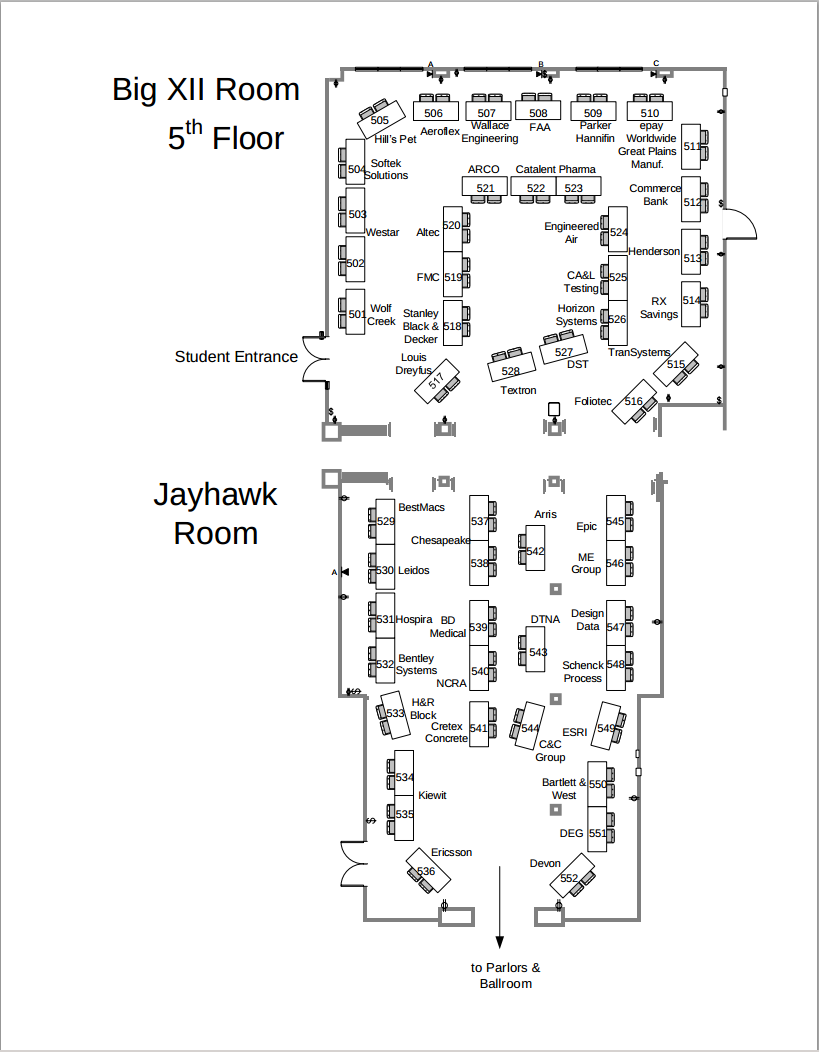 A
B
C
Big XII Room
5th Floor
505
Hill's Pet
506
Aeroflex
507
Wallace
Engineering
508
FAA
509
Parker
Hannifin
510
epay
Worldwide
Great Plains
Manuf.
511
504
Softek
Solutions
ARCO
521
Catalent Pharma
522
523
Commerce
Bank
512
$
503
Westar
502
Altec
520
Engineered
Air
524
Henderson
513
FMC
519
CA&L
Testing
525
RX
Savings
514
501
Wolf
Creek
Stanley
Black &
Decker
518
Horizon
Systems
526
Student Entrance
Louis
Dreyfus
517
528
Textron
527
DST
TransSystems
515
Foliotec
516
$
$
Jayhawk
Room
529
BestMacs
537
Arris
Epic
545
Chesapeake
542
A
530
Leidos
538
ME
Group
546
531
Hospira
BD
Medical
539
DTNA
Design
Data
547
543
532
Bentley
Systems
540
NCRA
Schenck
Process
548
$
533
H&R
Block
Cretex
Concrete
541
544
C&C
Group
ESRI
549
534
Kiewit
535
Bartlett &
West
550
$
DEG
551
Ericsson
536
Devon
552
to Parlors &
Ballroom